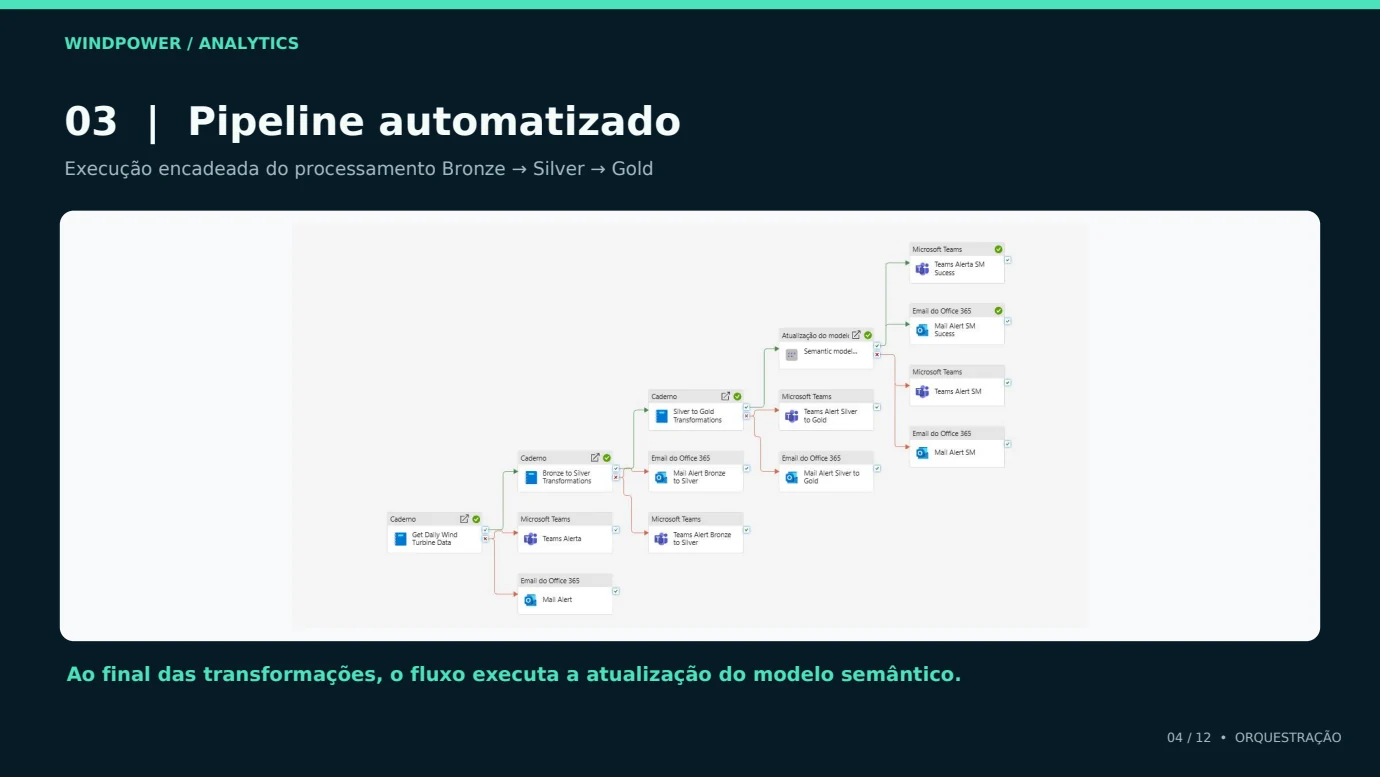 WINDPOWER / ANALYTICS
03 | Pipeline automatizado
Execução encadeada do processamento Bronze → Silver → Gold
Microsoft Teams
Teams Alerta SM
Sucess
Email do Office 365
Mail Alert SM
Sucess
Atualização do model
Semantic model...
Microsoft Teams
Teams Alert SM
Caderno
Silver to Gold
Transformations
Microsoft Teams
Teams Alert Silver
to Gold
Email do Office 365
Mail Alert SM
Caderno
Bronze to Silver
Transformations
Email do Office 365
Mail Alert Bronze
to Silver
Email do Office 365
Mail Alert Silver to
Gold
Caderno
Get Daily Wind
Turbine Data
Microsoft Teams
Teams Alerta
Microsoft Teams
Teams Alert Bronze
to Silver
Email do Office 365
Mail Alert
Ao final das transformações, o fluxo executa a atualização do modelo semântico.
04 / 12 • ORQUESTRAÇÃO